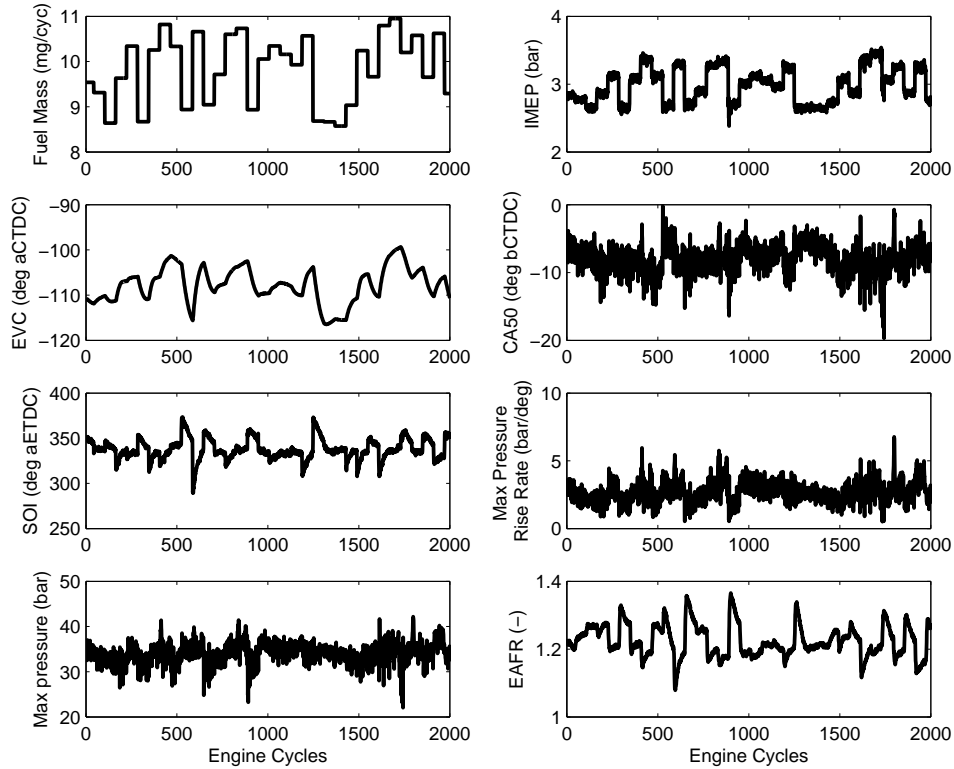 Fuel Mass (mg/cyc)
11
10
9
8
0 500 1000 1500 2000
IMEP (bar)
4
3
2
0 500 1000 1500 2000
EVC (deg aCTDC)
−90
−100
−110
−120
0 500 1000 1500 2000
CA50 (deg bCTDC)
0
−10
−20
0 500 1000 1500 2000
SOI (deg aETDC)
400
350
300
250
0 500 1000 1500 2000
Max Pressure
Rise Rate (bar/deg)
10
5
0
0 500 1000 1500 2000
Max pressure (bar)
50
40
30
20
0 500 1000 1500 2000
Engine Cycles
EAFR (−)
1.4
1.2
1
0 500 1000 1500 2000
Engine Cycles